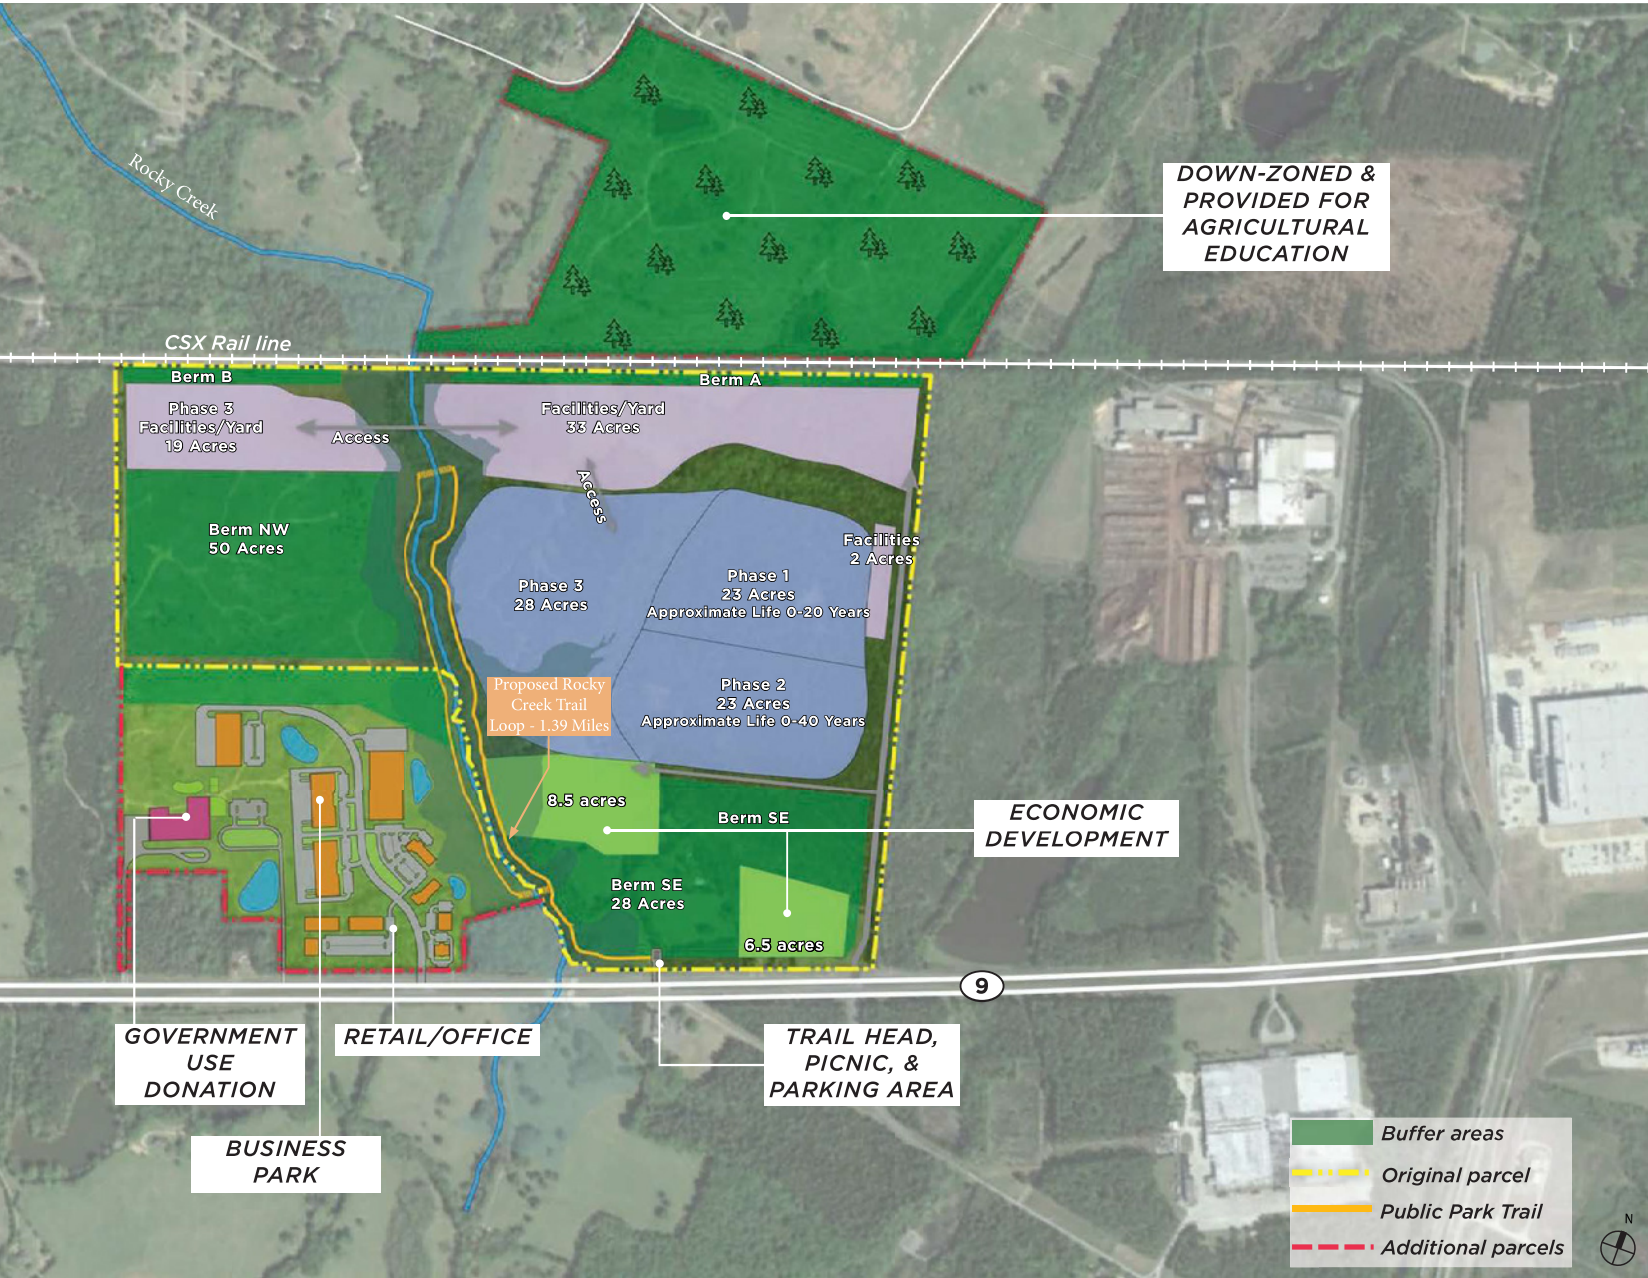 Rocky Creek
DOWN-ZONED &
PROVIDED FOR
AGRICULTURAL
EDUCATION
CSX Rail line
Berm B
Berm A
Phase 3
Facilities/Yard
19 Acres
Access
Facilities/Yard
33 Acres
Access
Berm NW
50 Acres
Facilities
2 Acres
Phase 3
28 Acres
Phase 1
23 Acres
Approximate Life 0-20 Years
Phase 2
23 Acres
Approximate Life 0-40 Years
Proposed Rocky
Creek Trail
Loop - 1.39 Miles
8.5 acres
Berm SE
ECONOMIC
DEVELOPMENT
Berm SE
28 Acres
6.5 acres
9
GOVERNMENT
USE
DONATION
RETAIL/OFFICE
TRAIL HEAD,
PICNIC, &
PARKING AREA
BUSINESS
PARK
Buffer areas
Original parcel
Public Park Trail
Additional parcels
N